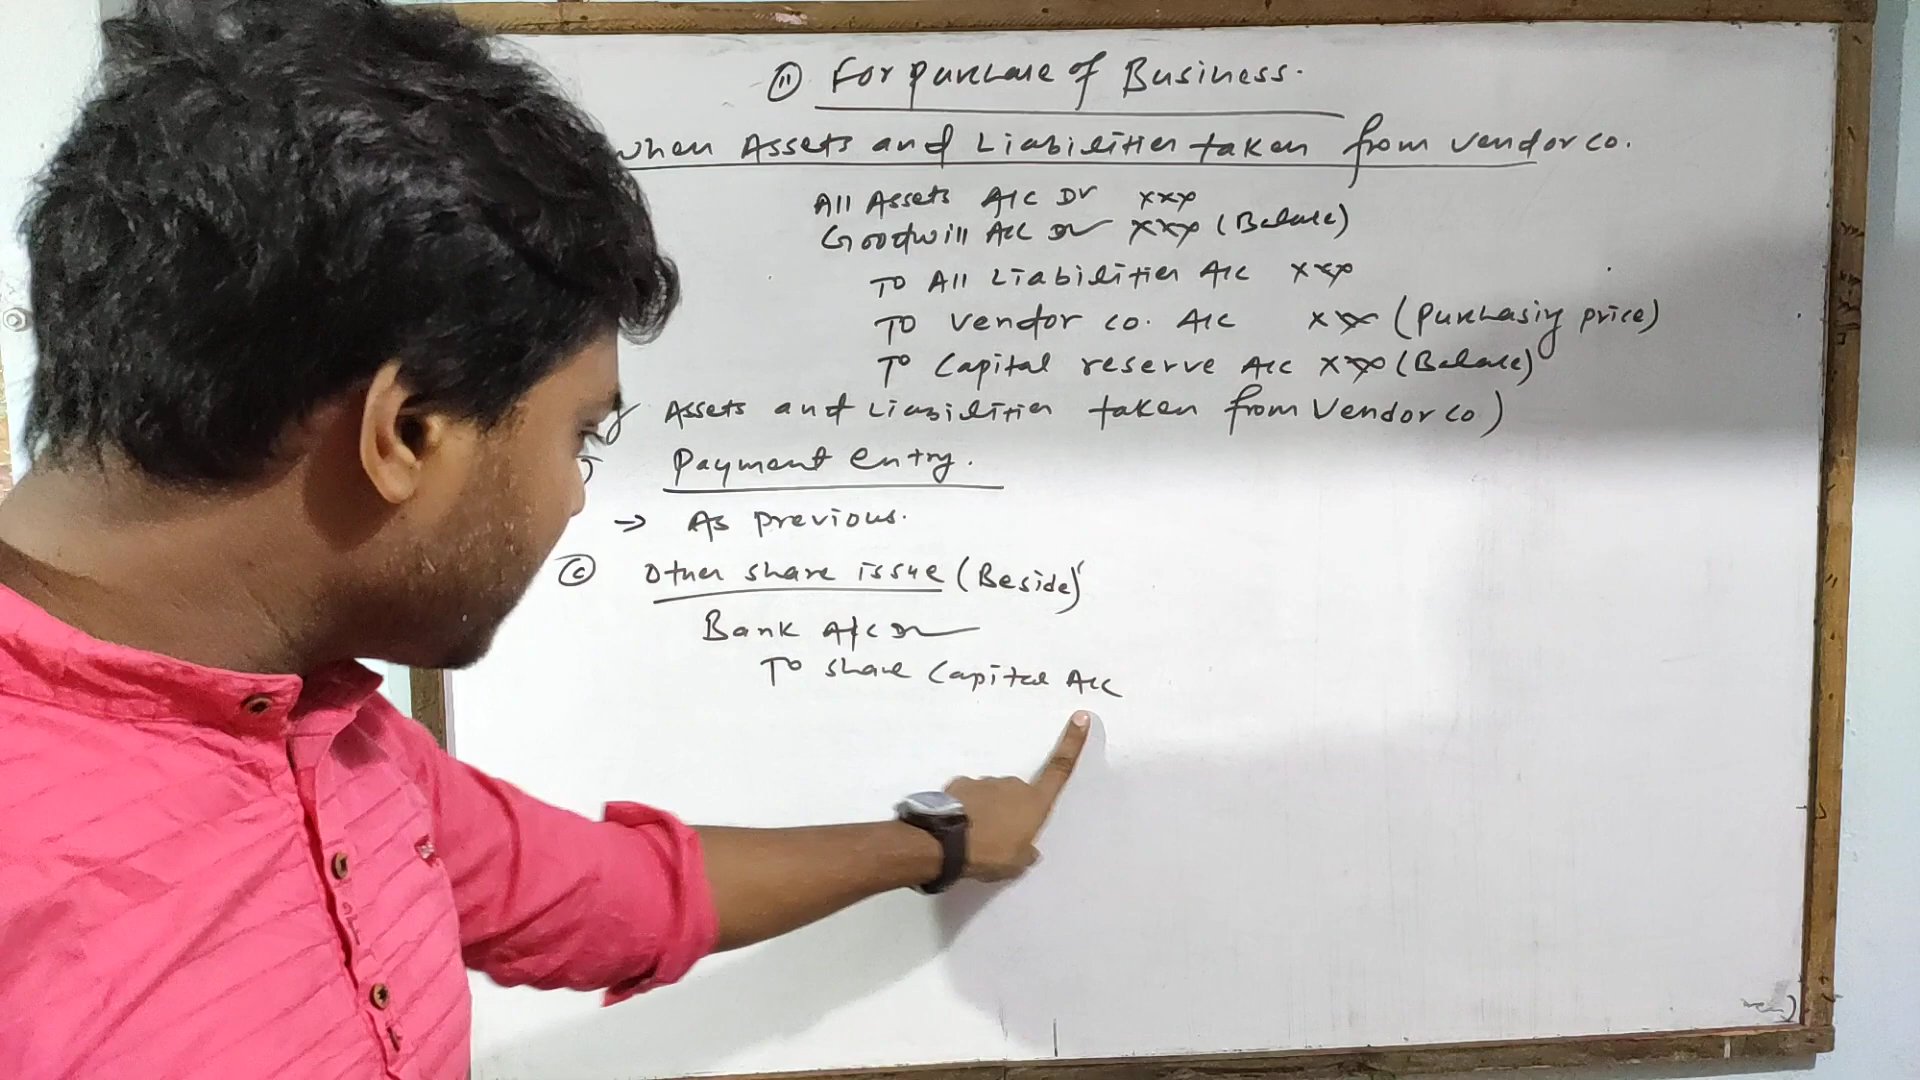 (11) For purchase of Business.
when Assets and Liabilities taken from vendor co.
All Assets A/C Dr xxx
Goodwill A/C Dr xxx (Balance)
To All Liabilities A/C xxx
To vendor co. A/C xxx (Purchasing price)
To Capital reserve A/C xxx (Balance)
Assets and Liabilities taken from Vendor co)
Payment entry.
→ As previous.
(c) Other share issue (Beside)
Bank A/C Dr
To share Capital A/C